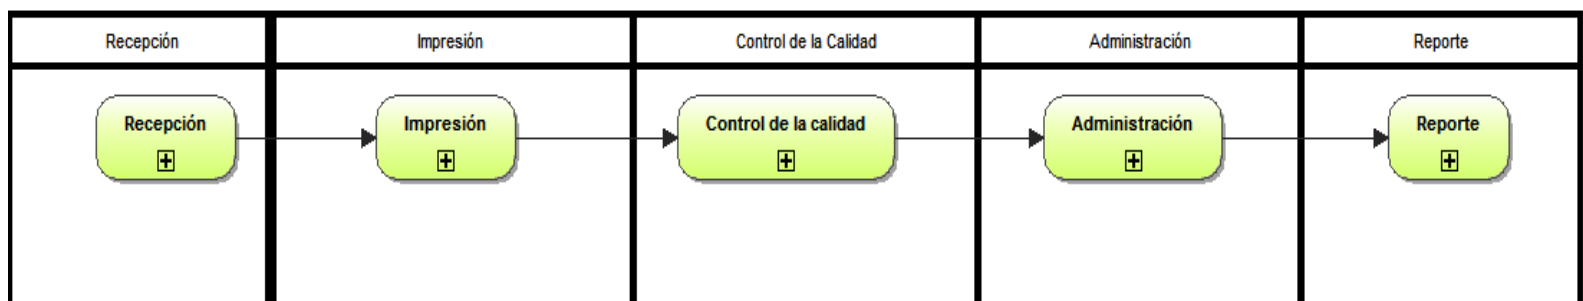 Recepción
Impresión
Control de la Calidad
Administración
Reporte
Recepción
Impresión
Control de la calidad
Administración
Reporte